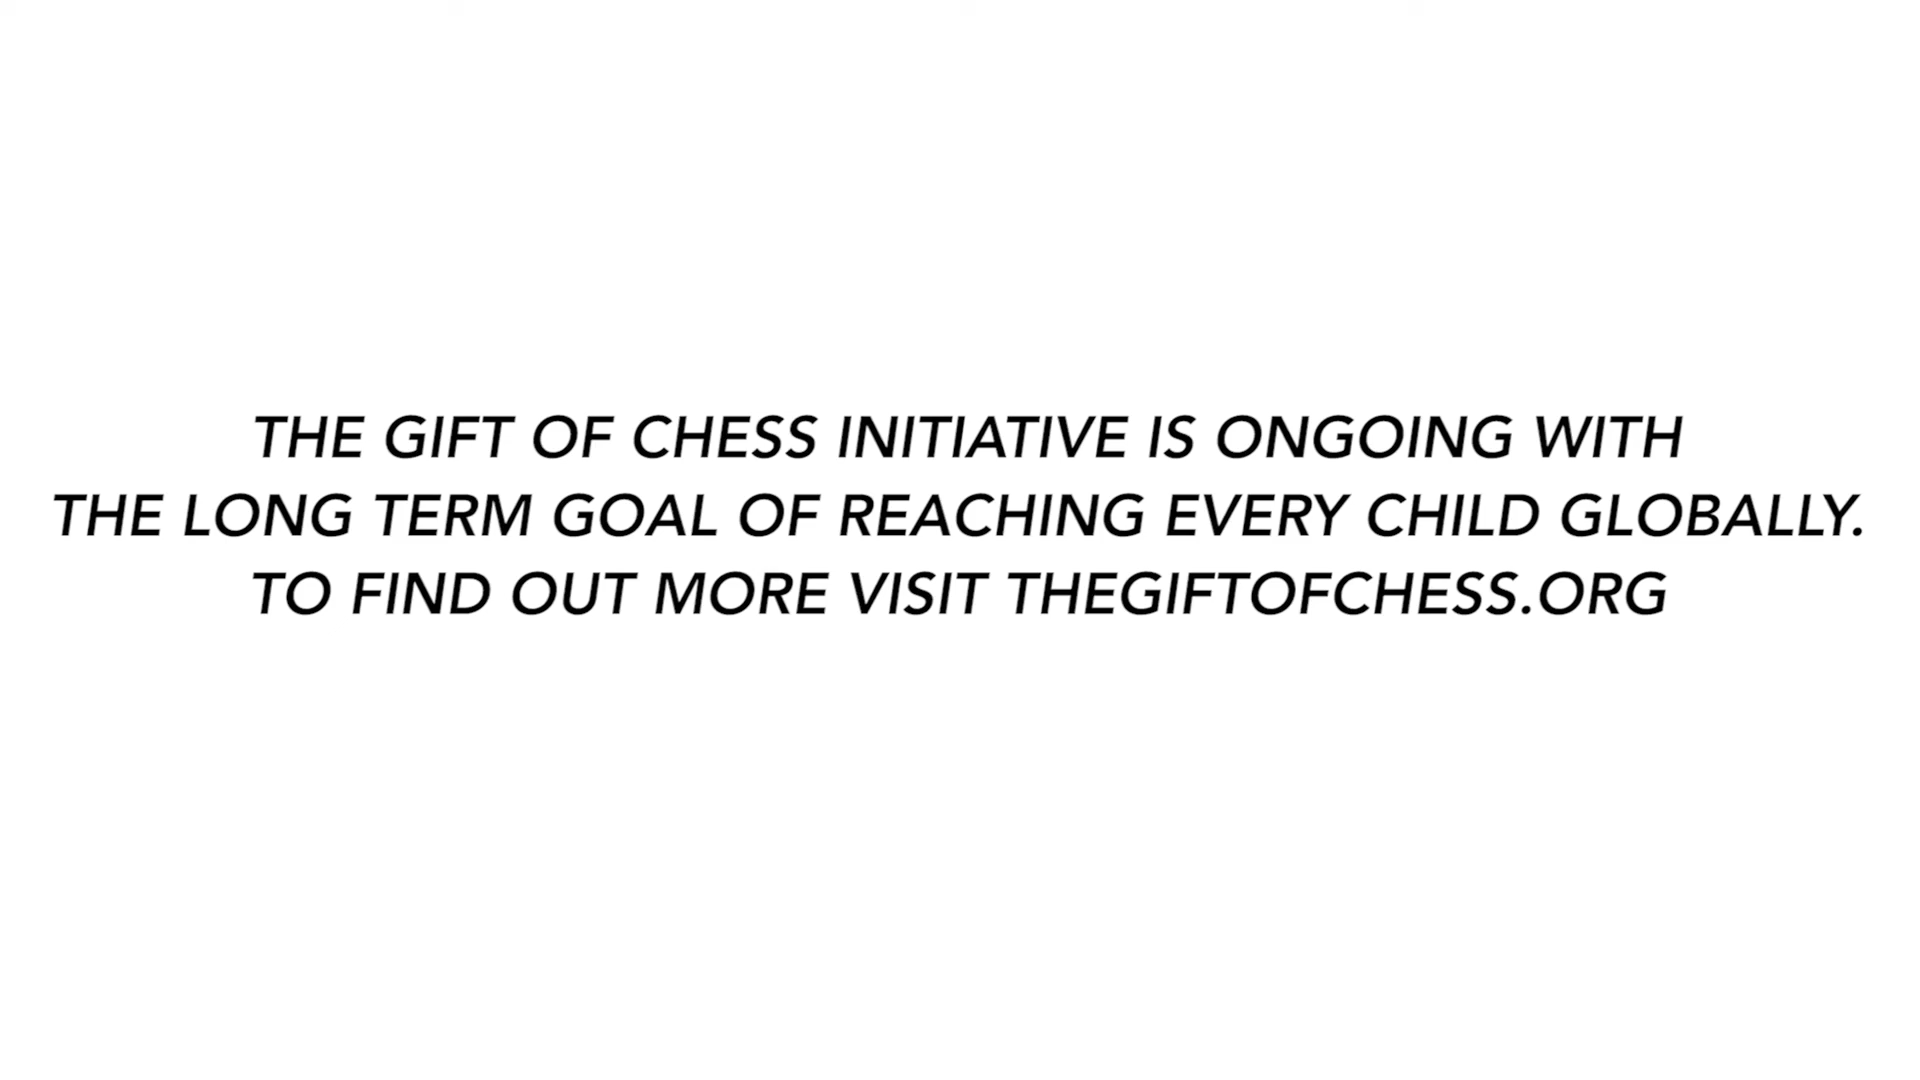 THE GIFT OF CHESS INITIATIVE IS ONGOING WITH
THE LONG TERM GOAL OF REACHING EVERY CHILD GLOBALLY.
TO FIND OUT MORE VISIT THEGIFTOFCHESS.ORG